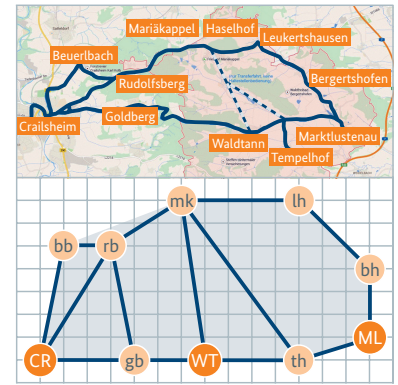 Mariäkappel Haselhof
Leukertshausen
Beuerlbach
Rudolfsberg
Bergertshofen
Goldberg
Crailsheim
Waldtann
Marktlustenau
Tempelhof
mk lh
bb rb
bh
ML
CR gb WT th